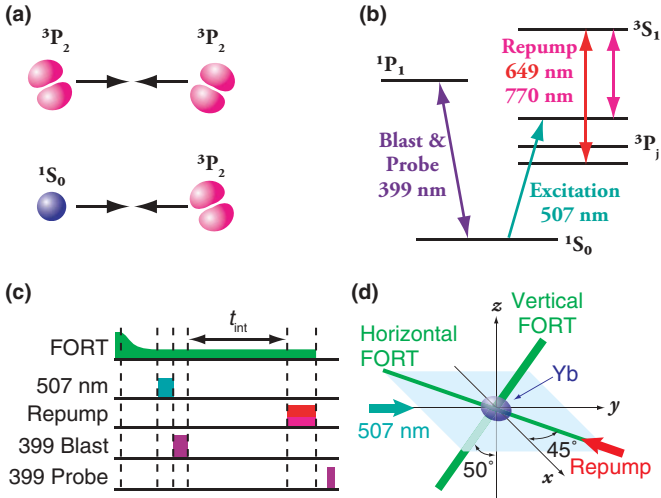 (a)
³P₂ ³P₂
¹S₀ ³P₂
(b)
³S₁
Repump
649 nm
770 nm
¹P₁
³Pⱼ
Blast &
Probe
399 nm
Excitation
507 nm
¹S₀
(c)
t_int
FORT
507 nm
Repump
399 Blast
399 Probe
(d)
z
Vertical
FORT
Horizontal
FORT
Yb
y
507 nm
50°
45°
x
Repump